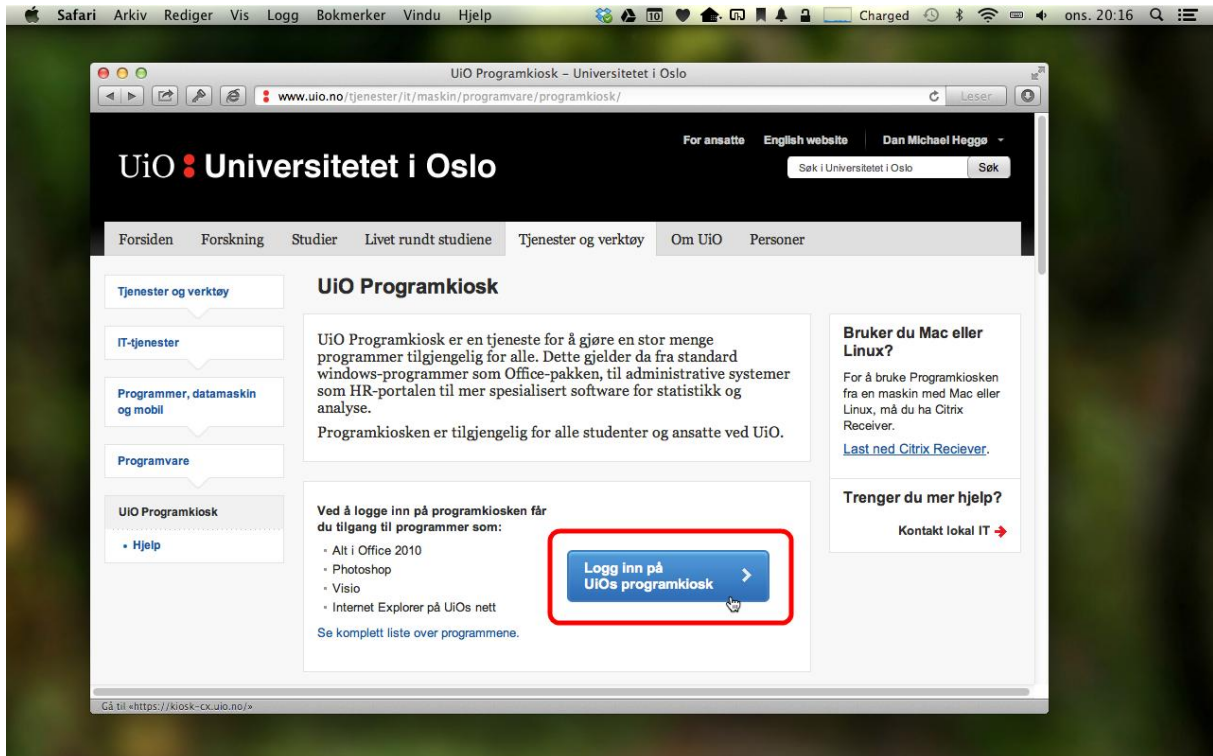 Safari Arkiv Rediger Vis Logg Bokmerker Vindu Hjelp 10 Charged ons. 20:16
UiO Programkiosk – Universitetet i Oslo
www.uio.no/tjenester/it/maskin/programvare/programkiosk/ Leser
For ansatte English website Dan Michael Heggø
UiO Universitetet i Oslo
Søk i Universitetet i Oslo Søk
Forsiden Forskning Studier Livet rundt studiene Tjenester og verktøy Om UiO Personer
Tjenester og verktøy
IT-tjenester
Programmer, datamaskin
og mobil
Programvare
UiO Programkiosk
• Hjelp
UiO Programkiosk
UiO Programkiosk er en tjeneste for å gjøre en stor menge
programmer tilgjengelig for alle. Dette gjelder da fra standard
windows-programmer som Office-pakken, til administrative systemer
som HR-portalen til mer spesialisert software for statistikk og
analyse.
Programkiosken er tilgjengelig for alle studenter og ansatte ved UiO.
Ved å logge inn på programkiosken får
du tilgang til programmer som:
• Alt i Office 2010
• Photoshop
• Visio
• Internet Explorer på UiOs nett
Se komplett liste over programmene.
Logg inn på
UiOs programkiosk
Bruker du Mac eller
Linux?
For å bruke Programkiosken
fra en maskin med Mac eller
Linux, må du ha Citrix
Receiver.
Last ned Citrix Reciever.
Trenger du mer hjelp?
Kontakt lokal IT
Gå til «https://kiosk-cx.uio.no/»